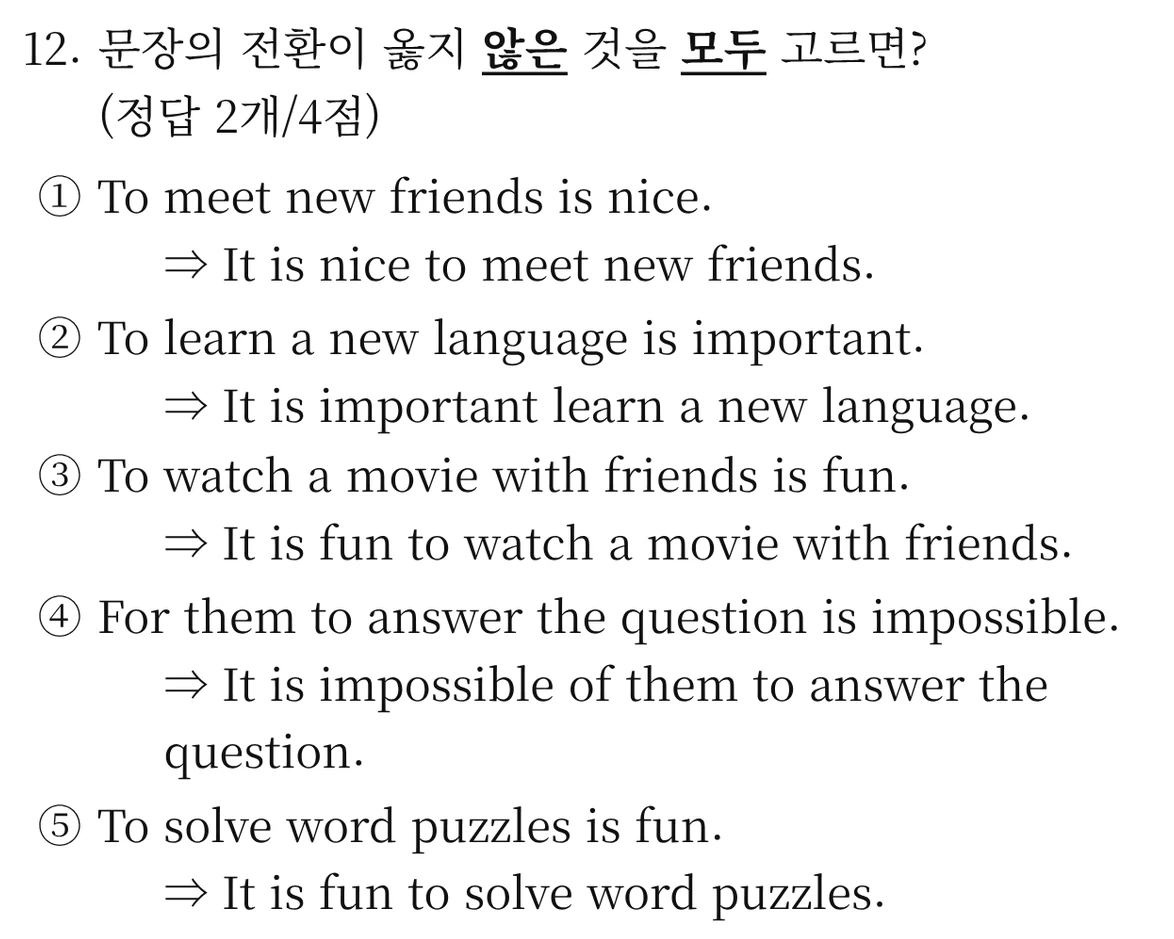 12. 문장의 전환이 옳지 않은 것을 모두 고르면?
(정답 2개/4점)
① To meet new friends is nice.
⇒ It is nice to meet new friends.
② To learn a new language is important.
⇒ It is important learn a new language.
③ To watch a movie with friends is fun.
⇒ It is fun to watch a movie with friends.
④ For them to answer the question is impossible.
⇒ It is impossible of them to answer the
question.
⑤ To solve word puzzles is fun.
⇒ It is fun to solve word puzzles.